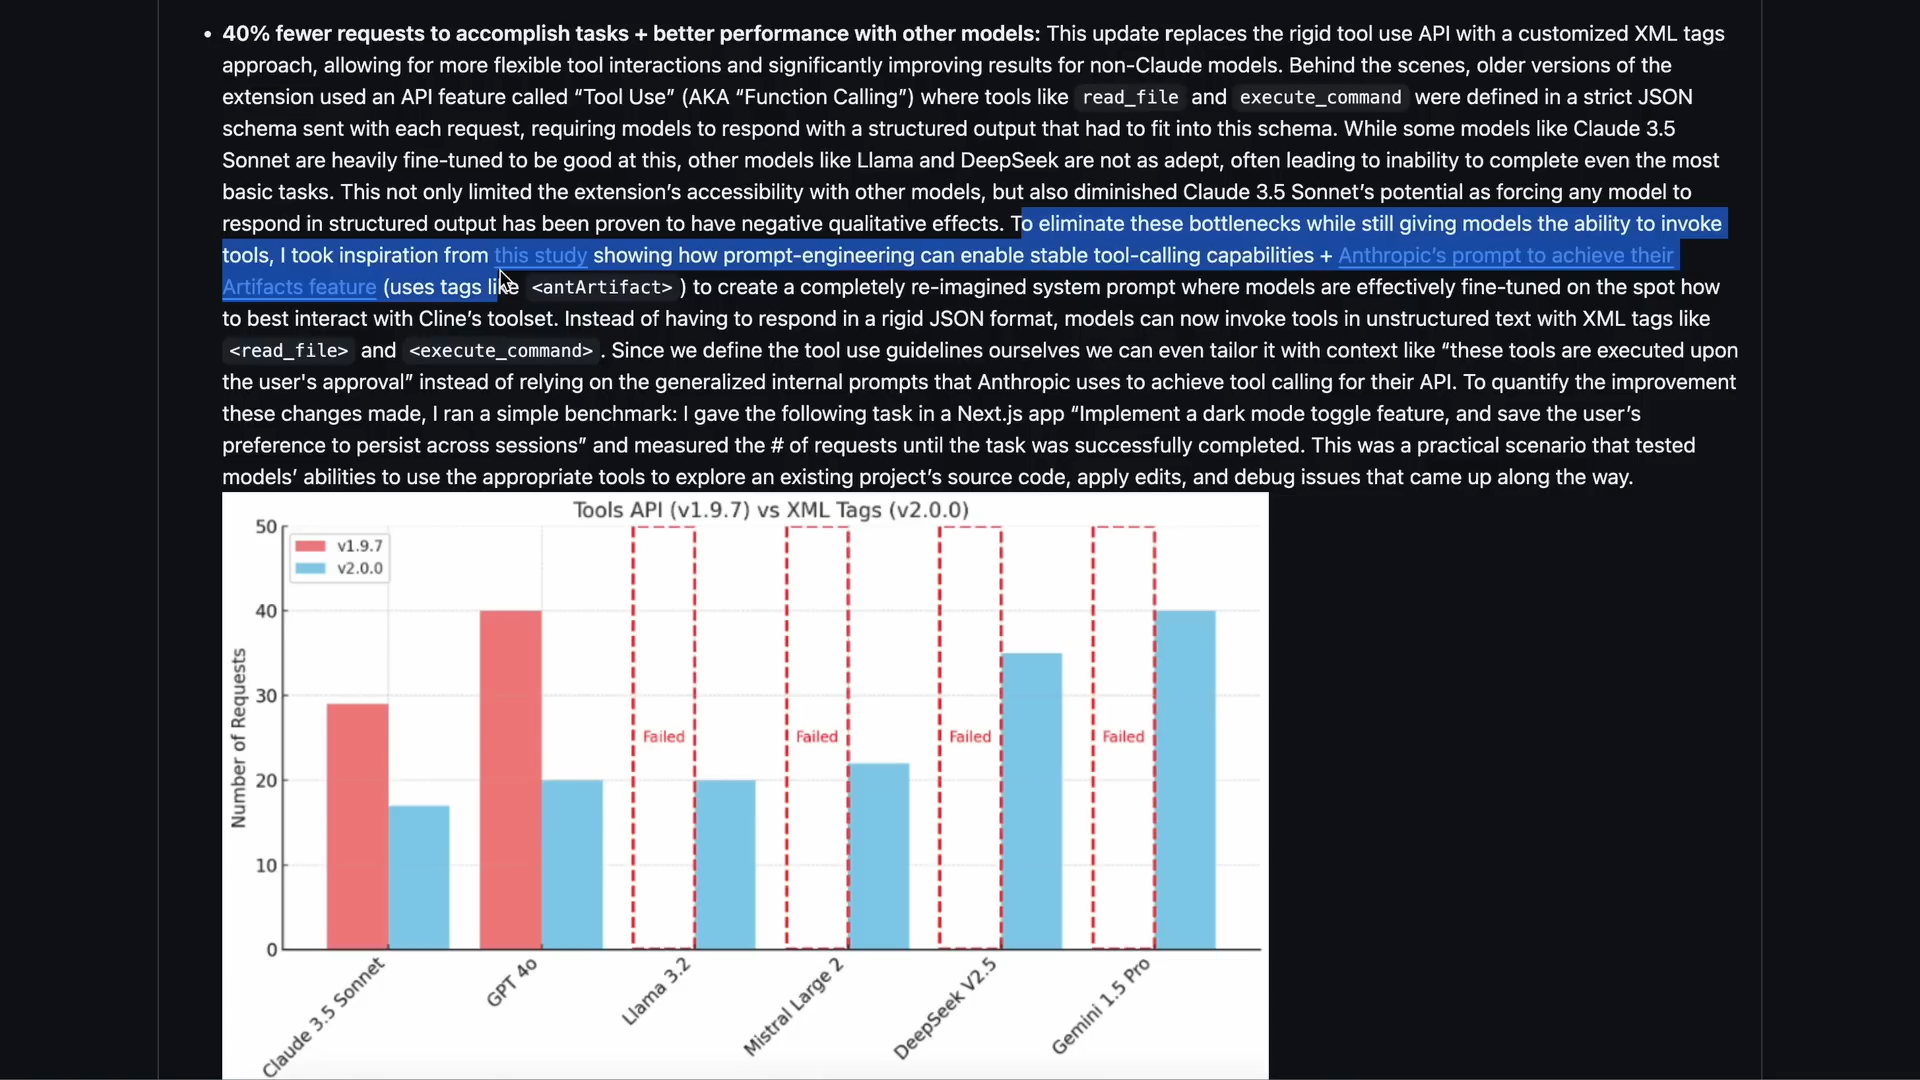 • 40% fewer requests to accomplish tasks + better performance with other models: This update replaces the rigid tool use API with a customized XML tags
approach, allowing for more flexible tool interactions and significantly improving results for non-Claude models. Behind the scenes, older versions of the
extension used an API feature called “Tool Use” (AKA “Function Calling”) where tools like read_file and execute_command were defined in a strict JSON
schema sent with each request, requiring models to respond with a structured output that had to fit into this schema. While some models like Claude 3.5
Sonnet are heavily fine-tuned to be good at this, other models like Llama and DeepSeek are not as adept, often leading to inability to complete even the most
basic tasks. This not only limited the extension’s accessibility with other models, but also diminished Claude 3.5 Sonnet’s potential as forcing any model to
respond in structured output has been proven to have negative qualitative effects. To eliminate these bottlenecks while still giving models the ability to invoke
tools, I took inspiration from this study showing how prompt-engineering can enable stable tool-calling capabilities + Anthropic’s prompt to achieve their
Artifacts feature (uses tags like <antArtifact> ) to create a completely re-imagined system prompt where models are effectively fine-tuned on the spot how
to best interact with Cline’s toolset. Instead of having to respond in a rigid JSON format, models can now invoke tools in unstructured text with XML tags like
<read_file> and <execute_command> . Since we define the tool use guidelines ourselves we can even tailor it with context like “these tools are executed upon
the user's approval” instead of relying on the generalized internal prompts that Anthropic uses to achieve tool calling for their API. To quantify the improvement
these changes made, I ran a simple benchmark: I gave the following task in a Next.js app “Implement a dark mode toggle feature, and save the user’s
preference to persist across sessions” and measured the # of requests until the task was successfully completed. This was a practical scenario that tested
models’ abilities to use the appropriate tools to explore an existing project’s source code, apply edits, and debug issues that came up along the way.
Tools API (v1.9.7) vs XML Tags (v2.0.0)
v1.9.7
v2.0.0
Number of Requests
50
40
30
20
10
0
Failed
Failed
Failed
Failed
Claude 3.5 Sonnet
GPT 4o
Llama 3.2
Mistral Large 2
DeepSeek V2.5
Gemini 1.5 Pro